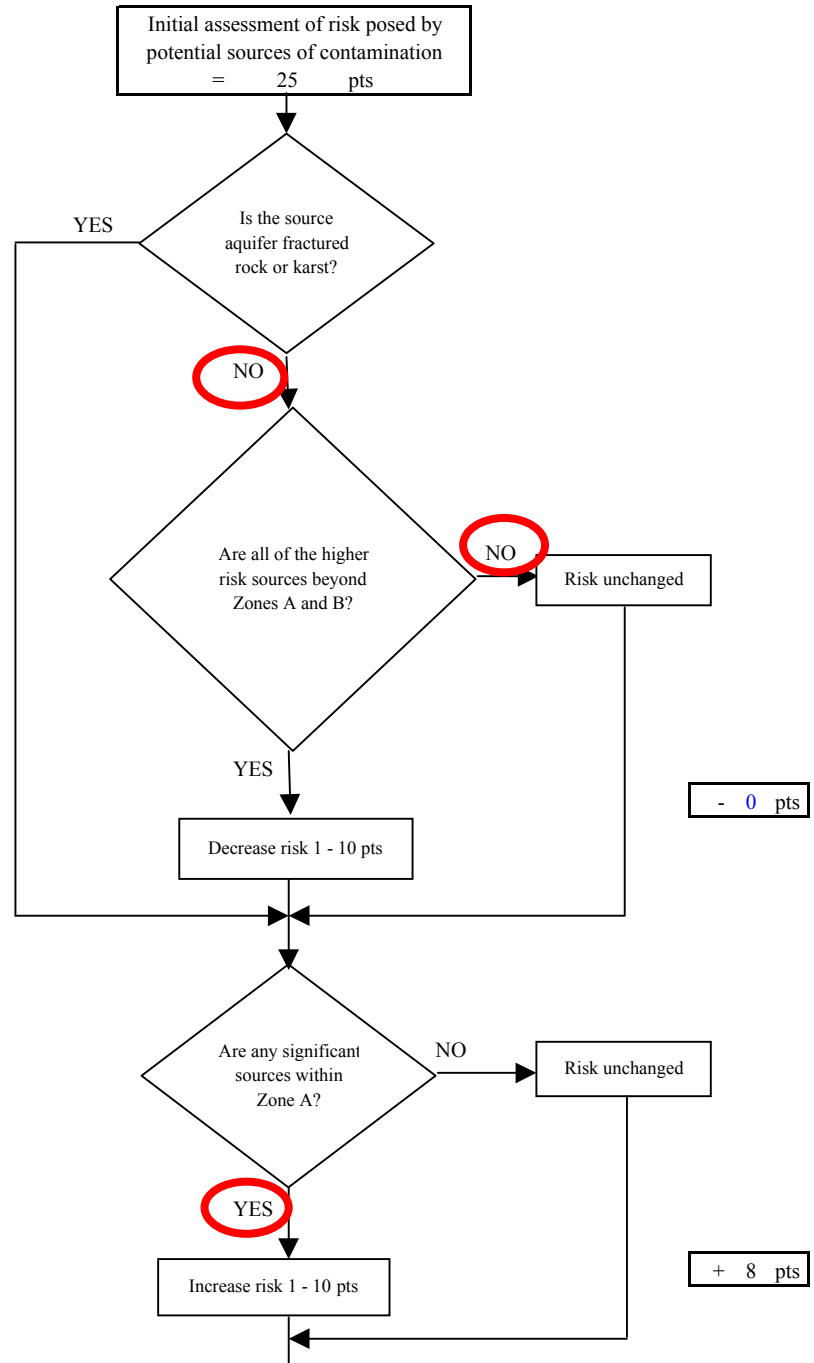 Initial assessment of risk posed by
potential sources of contamination
= 25 pts
YES
Is the source
aquifer fractured
rock or karst?
NO
Are all of the higher
risk sources beyond
Zones A and B?
NO
Risk unchanged
YES
- 0 pts
Decrease risk 1 - 10 pts
Are any significant
sources within
Zone A?
NO
Risk unchanged
YES
Increase risk 1 - 10 pts
+ 8 pts